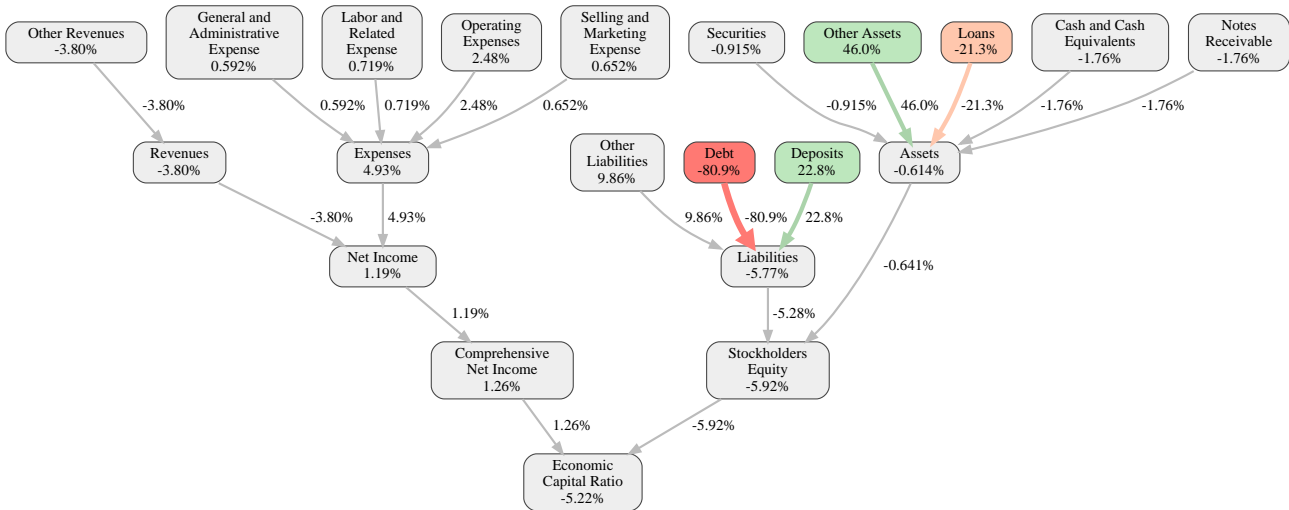 Other Revenues
-3.80%
General and
Administrative
Expense
0.592%
Labor and
Related
Expense
0.719%
Operating
Expenses
2.48%
Selling and
Marketing
Expense
0.652%
Securities
-0.915%
Other Assets
46.0%
Loans
-21.3%
Cash and Cash
Equivalents
-1.76%
Notes
Receivable
-1.76%
-3.80%
0.592%
0.719%
2.48%
0.652%
-0.915%
46.0%
-21.3%
-1.76%
-1.76%
Revenues
-3.80%
Expenses
4.93%
Other
Liabilities
9.86%
Debt
-80.9%
Deposits
22.8%
Assets
-0.614%
-3.80%
4.93%
9.86%
-80.9%
22.8%
Net Income
1.19%
Liabilities
-5.77%
-0.641%
1.19%
-5.28%
Comprehensive
Net Income
1.26%
Stockholders
Equity
-5.92%
1.26%
-5.92%
Economic
Capital Ratio
-5.22%